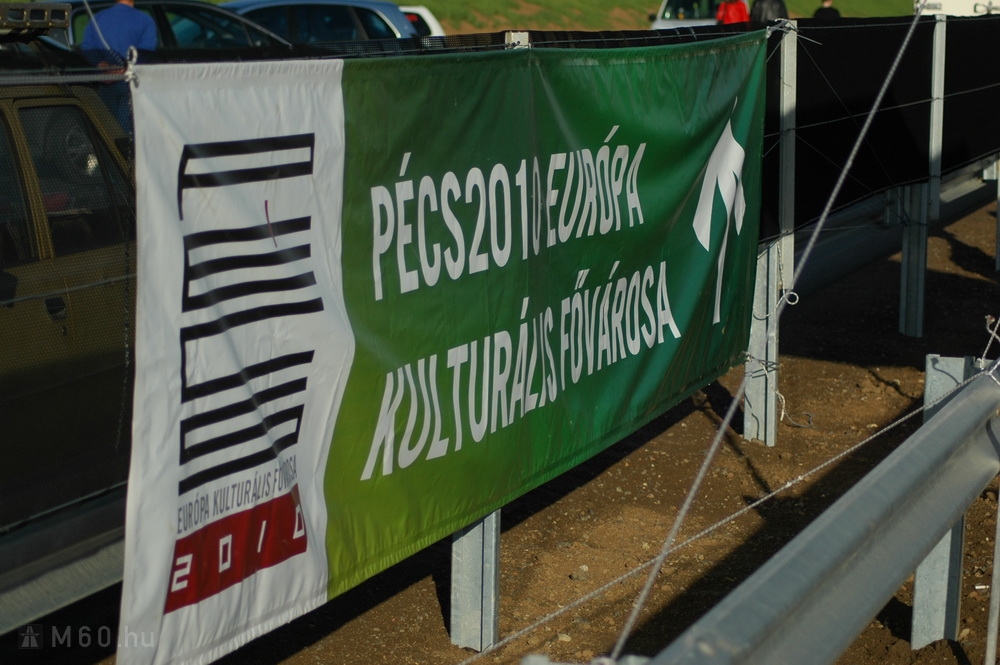 PÉCS2010 EURÓPA
KULTURÁLIS FŐVÁROSA
EURÓPA KULTURÁLIS FŐVÁROSA
2010
M60.hu